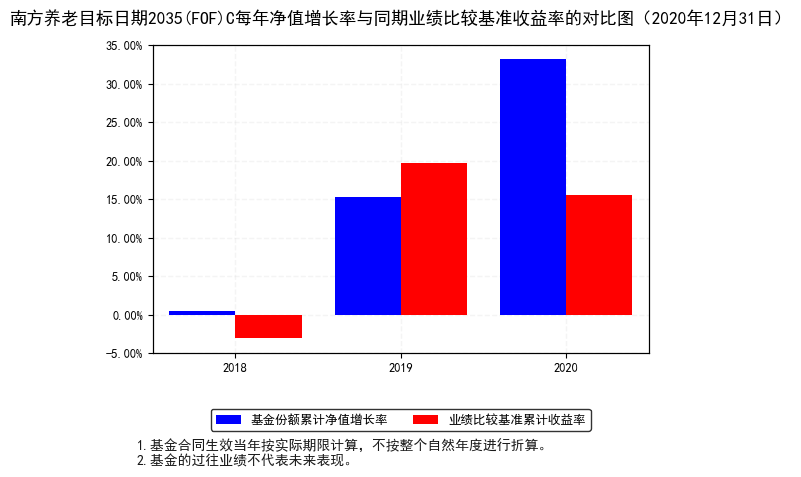 南方养老目标日期2035(FOF)C每年净值增长率与同期业绩比较基准收益率的对比图（2020年12月31日）
35.00%
30.00%
25.00%
20.00%
15.00%
10.00%
5.00%
0.00%
-5.00%
2018 2019 2020
基金份额累计净值增长率 业绩比较基准累计收益率
1.基金合同生效当年按实际期限计算，不按整个自然年度进行折算。
2.基金的过往业绩不代表未来表现。